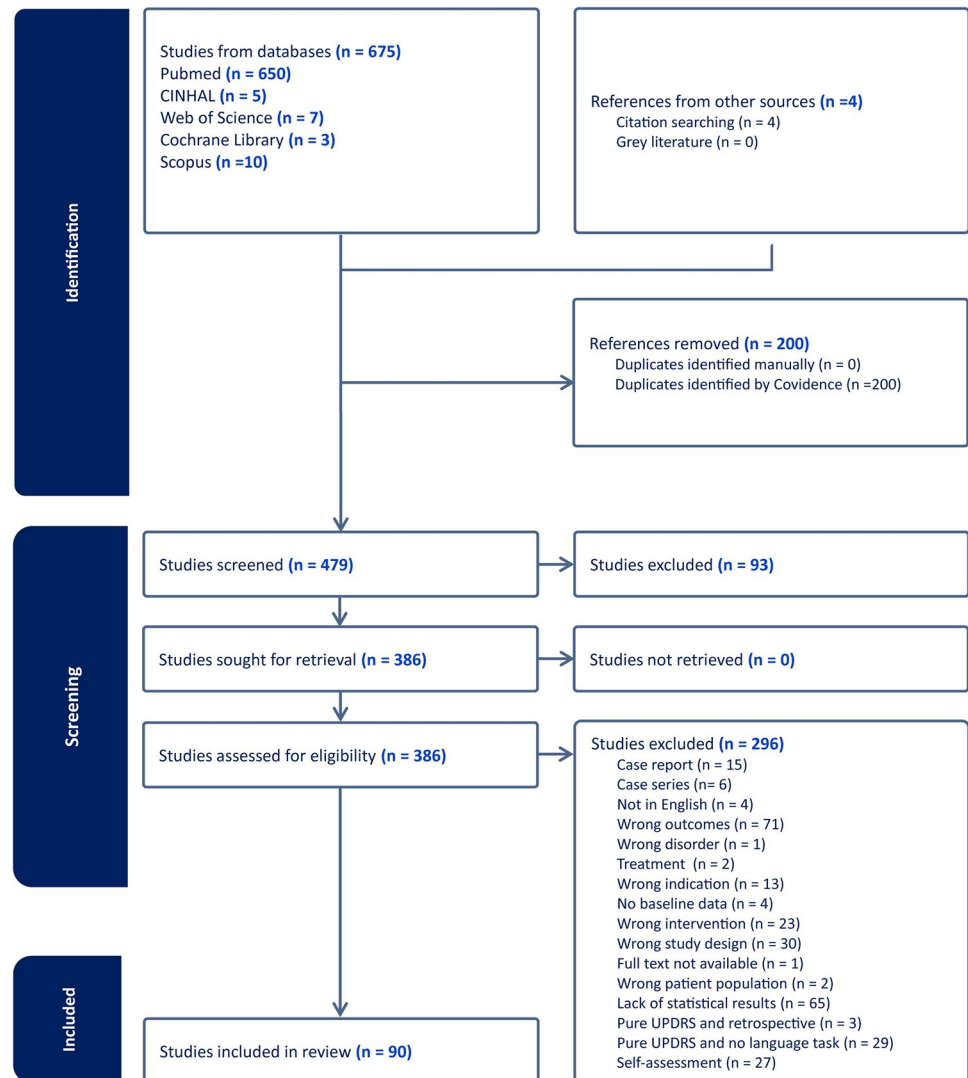 Identification
Studies from databases (n = 675)
Pubmed (n = 650)
CINHAL (n = 5)
Web of Science (n = 7)
Cochrane Library (n = 3)
Scopus (n =10)
References from other sources (n =4)
Citation searching (n = 4)
Grey literature (n = 0)
References removed (n = 200)
Duplicates identified manually (n = 0)
Duplicates identified by Covidence (n =200)
Screening
Studies screened (n = 479)
Studies excluded (n = 93)
Studies sought for retrieval (n = 386)
Studies not retrieved (n = 0)
Studies assessed for eligibility (n = 386)
Studies excluded (n = 296)
Case report (n = 15)
Case series (n= 6)
Not in English (n = 4)
Wrong outcomes (n = 71)
Wrong disorder (n = 1)
Treatment (n = 2)
Wrong indication (n = 13)
No baseline data (n = 4)
Wrong intervention (n = 23)
Wrong study design (n = 30)
Full text not available (n = 1)
Wrong patient population (n = 2)
Lack of statistical results (n = 65)
Pure UPDRS and retrospective (n = 3)
Pure UPDRS and no language task (n = 29)
Self-assessment (n = 27)
Included
Studies included in review (n = 90)